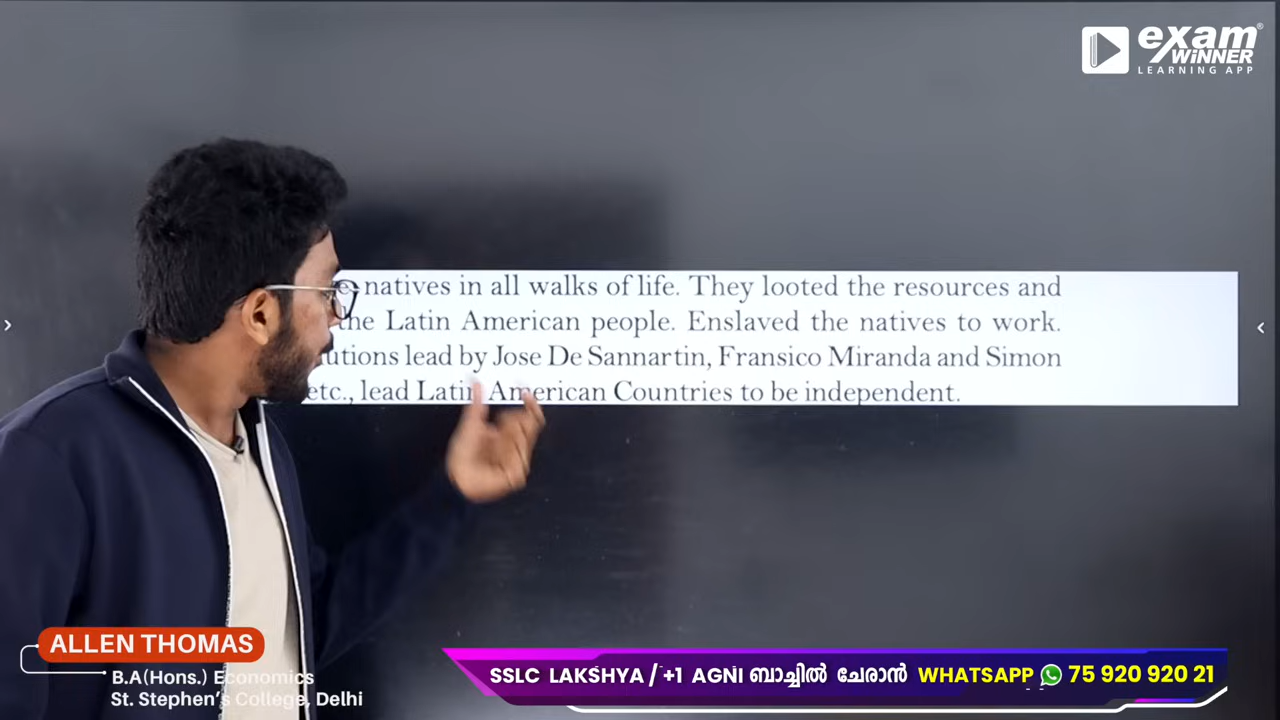 exam
WiNNER
LEARNING APP
natives in all walks of life. They looted the resources and
the Latin American people. Enslaved the natives to work.
utions lead by Jose De Sannartin, Fransico Miranda and Simon
etc., lead Latin American Countries to be independent.
ALLEN THOMAS
B.A(Hons.) Economics
St. Stephen's College, Delhi
SSLC LAKSHYA / +1 AGNI ബാച്ചിൽ ചേരാൻ WHATSAPP 75 920 920 21